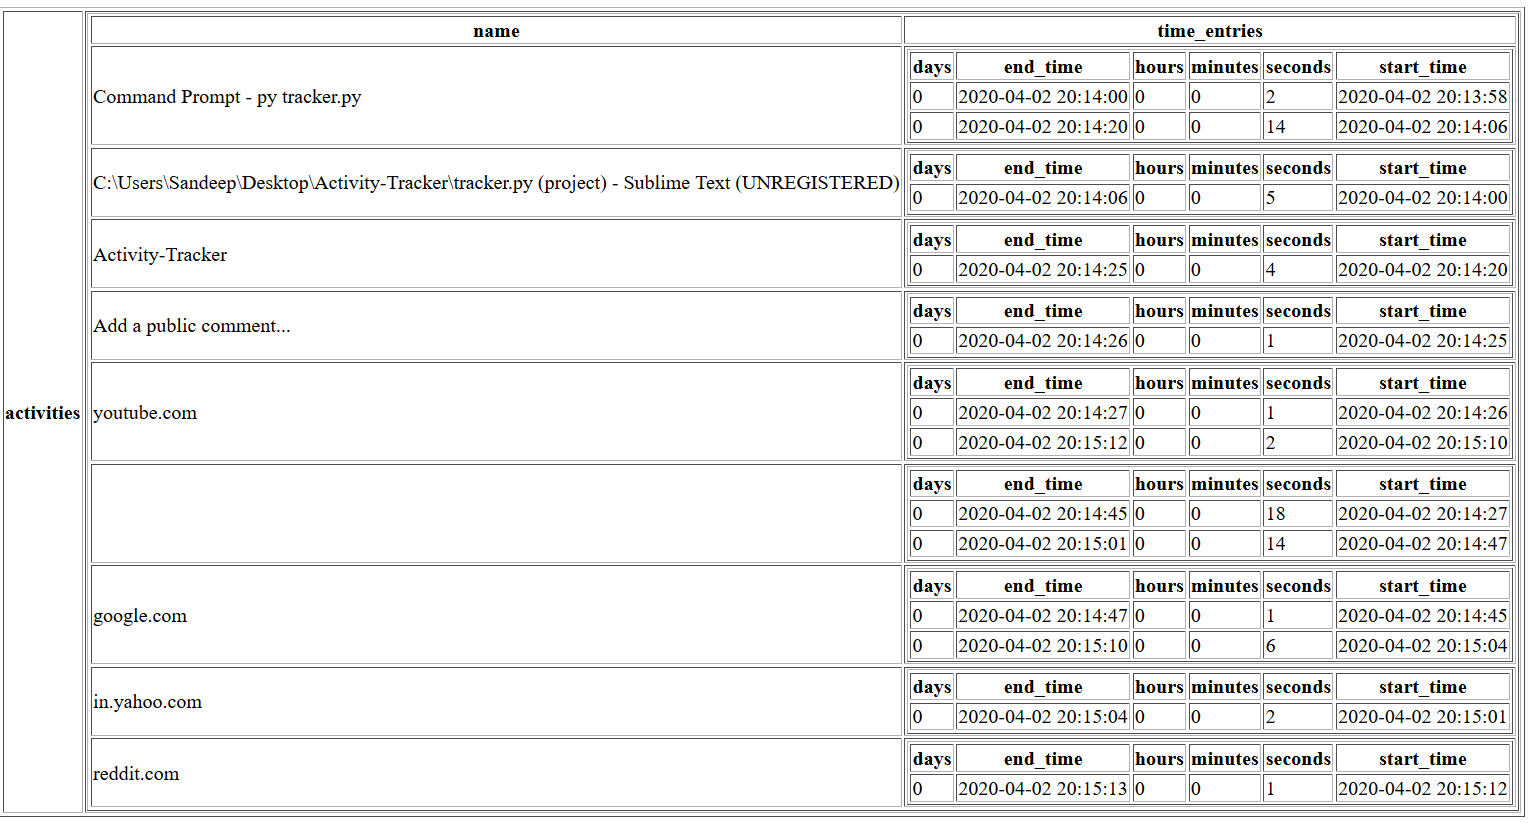 name time_entries
days end_time hours minutes seconds start_time
Command Prompt - py tracker.py
0 2020-04-02 20:14:00 0 0 2 2020-04-02 20:13:58
0 2020-04-02 20:14:20 0 0 14 2020-04-02 20:14:06
C:\Users\Sandeep\Desktop\Activity-Tracker\tracker.py (project) - Sublime Text (UNREGISTERED)
days end_time hours minutes seconds start_time
0 2020-04-02 20:14:06 0 0 5 2020-04-02 20:14:00
Activity-Tracker
days end_time hours minutes seconds start_time
0 2020-04-02 20:14:25 0 0 4 2020-04-02 20:14:20
Add a public comment...
days end_time hours minutes seconds start_time
0 2020-04-02 20:14:26 0 0 1 2020-04-02 20:14:25
activities
youtube.com
days end_time hours minutes seconds start_time
0 2020-04-02 20:14:27 0 0 1 2020-04-02 20:14:26
0 2020-04-02 20:15:12 0 0 2 2020-04-02 20:15:10
days end_time hours minutes seconds start_time
0 2020-04-02 20:14:45 0 0 18 2020-04-02 20:14:27
0 2020-04-02 20:15:01 0 0 14 2020-04-02 20:14:47
google.com
days end_time hours minutes seconds start_time
0 2020-04-02 20:14:47 0 0 1 2020-04-02 20:14:45
0 2020-04-02 20:15:10 0 0 6 2020-04-02 20:15:04
in.yahoo.com
days end_time hours minutes seconds start_time
0 2020-04-02 20:15:04 0 0 2 2020-04-02 20:15:01
reddit.com
days end_time hours minutes seconds start_time
0 2020-04-02 20:15:13 0 0 1 2020-04-02 20:15:12